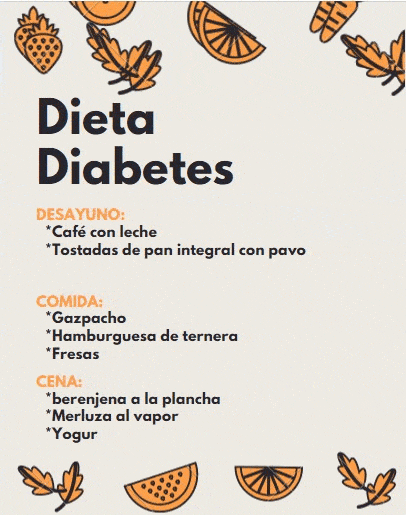 Dieta
Diabetes
DESAYUNO:
*Café con leche
*Tostadas de pan integral con pavo
COMIDA:
*Gazpacho
*Hamburguesa de ternera
*Fresas
CENA:
*berenjena a la plancha
*Merluza al vapor
*Yogur